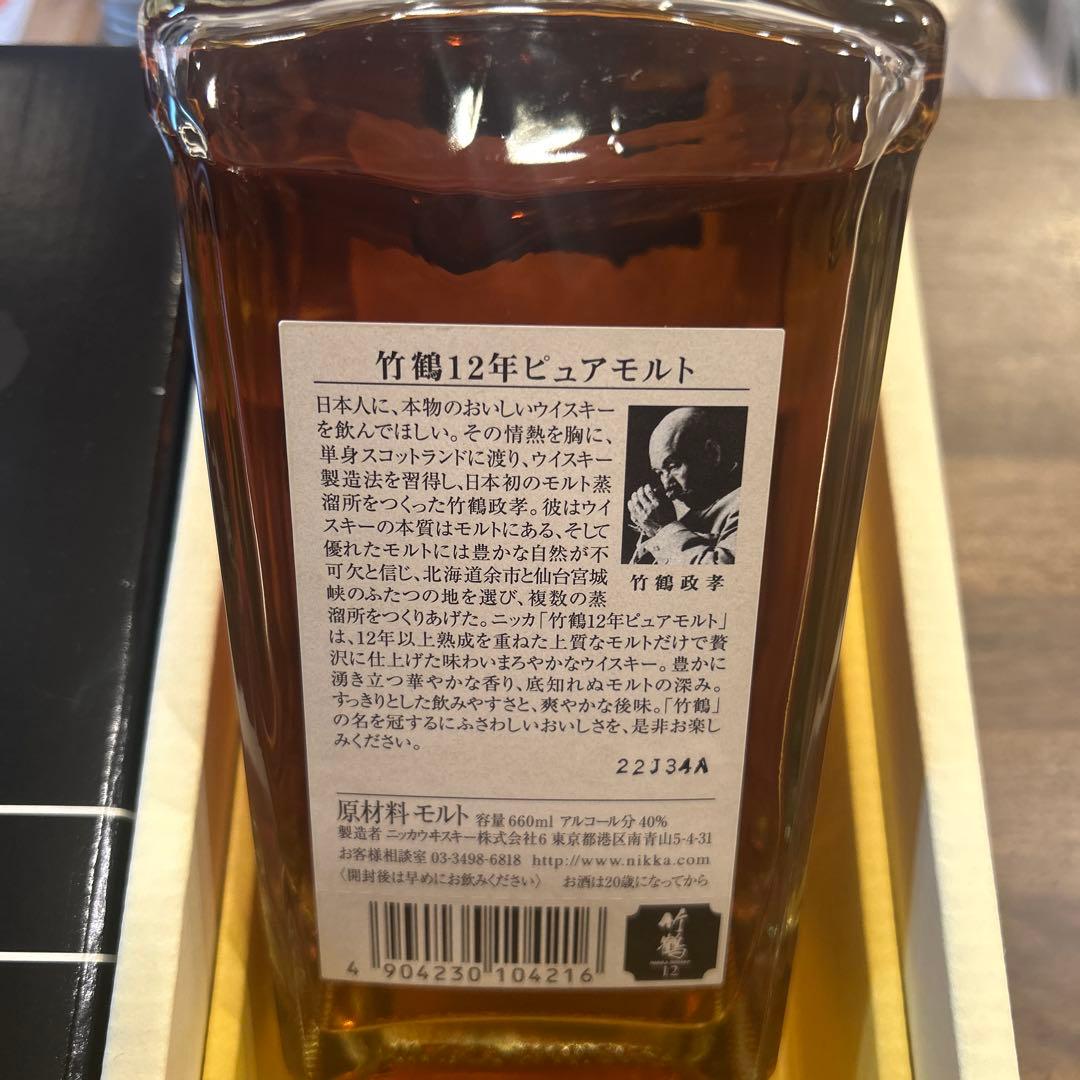 竹鶴12年ピュアモルト
日本人に、本物のおいしいウイスキー
を飲んでほしい。その情熱を胸に、
単身スコットランドに渡り、ウイスキー
製造法を習得し、日本初のモルト蒸
溜所をつくった竹鶴政孝。彼はウイ
スキーの本質はモルトにある、そして
優れたモルトには豊かな自然が不
可欠と信じ、北海道余市と仙台宮城
峡のふたつの地を選び、複数の蒸
溜所をつくりあげた。ニッカ「竹鶴12年ピュアモルト」
は、12年以上熟成を重ねた上質なモルトだけで贅
沢に仕上げた味わいまろやかなウイスキー。豊かに
湧き立つ華やかな香り、底知れぬモルトの深み。
すっきりとした飲みやすさと、爽やかな後味。「竹鶴」
の名を冠するにふさわしいおいしさを、是非お楽し
みください。
竹鶴政孝
22J34A
原材料 モルト 容量 660ml アルコール分 40%
製造者 ニッカウヰスキー株式会社6 東京都港区南青山5-4-31
お客様相談室 03-3498-6818 http://www.nikka.com
〈開封後は早めにお飲みください〉 お酒は20歳になってから
4 904230 104216
竹鶴
12